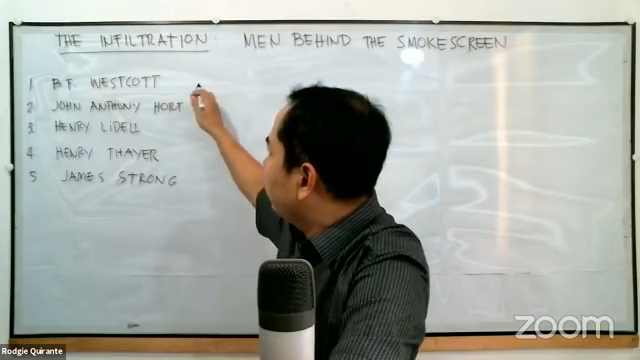 THE INFILTRATION: MEN BEHIND THE SMOKESCREEN
1 B.F. WESTCOTT
2 JOHN ANTHONY HORT
3 HENRY LIDELL
4 HENRY THAYER
5 JAMES STRONG
zoom
Rodgie Quirante